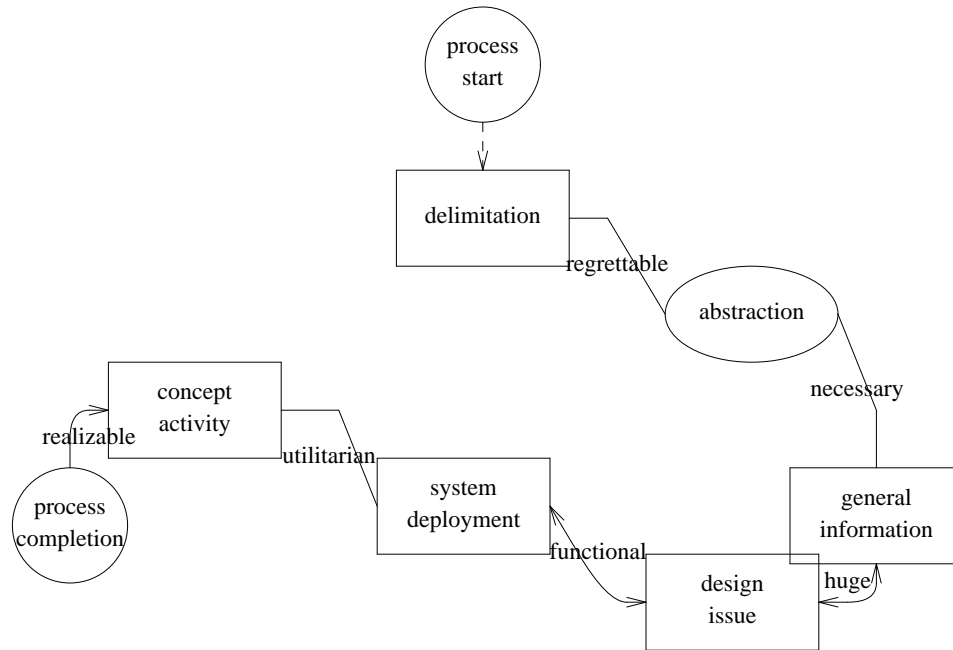 process
start
delimitation
regrettable
abstraction
necessary
concept
activity
realizable
utilitarian
system
deployment
process
completion
functional
general
information
huge
design
issue